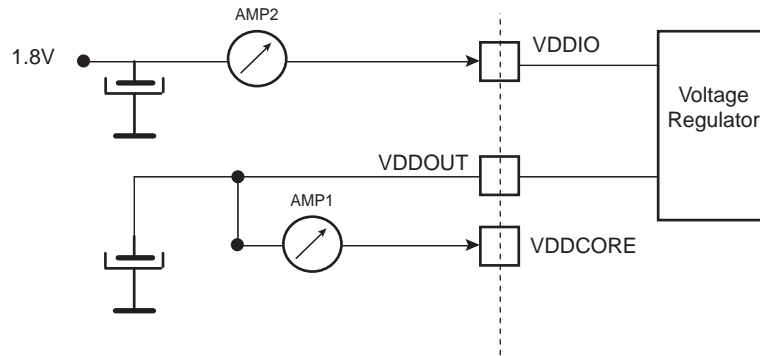 AMP2
1.8V
VDDIO
Voltage
Regulator
VDDOUT
AMP1
VDDCORE